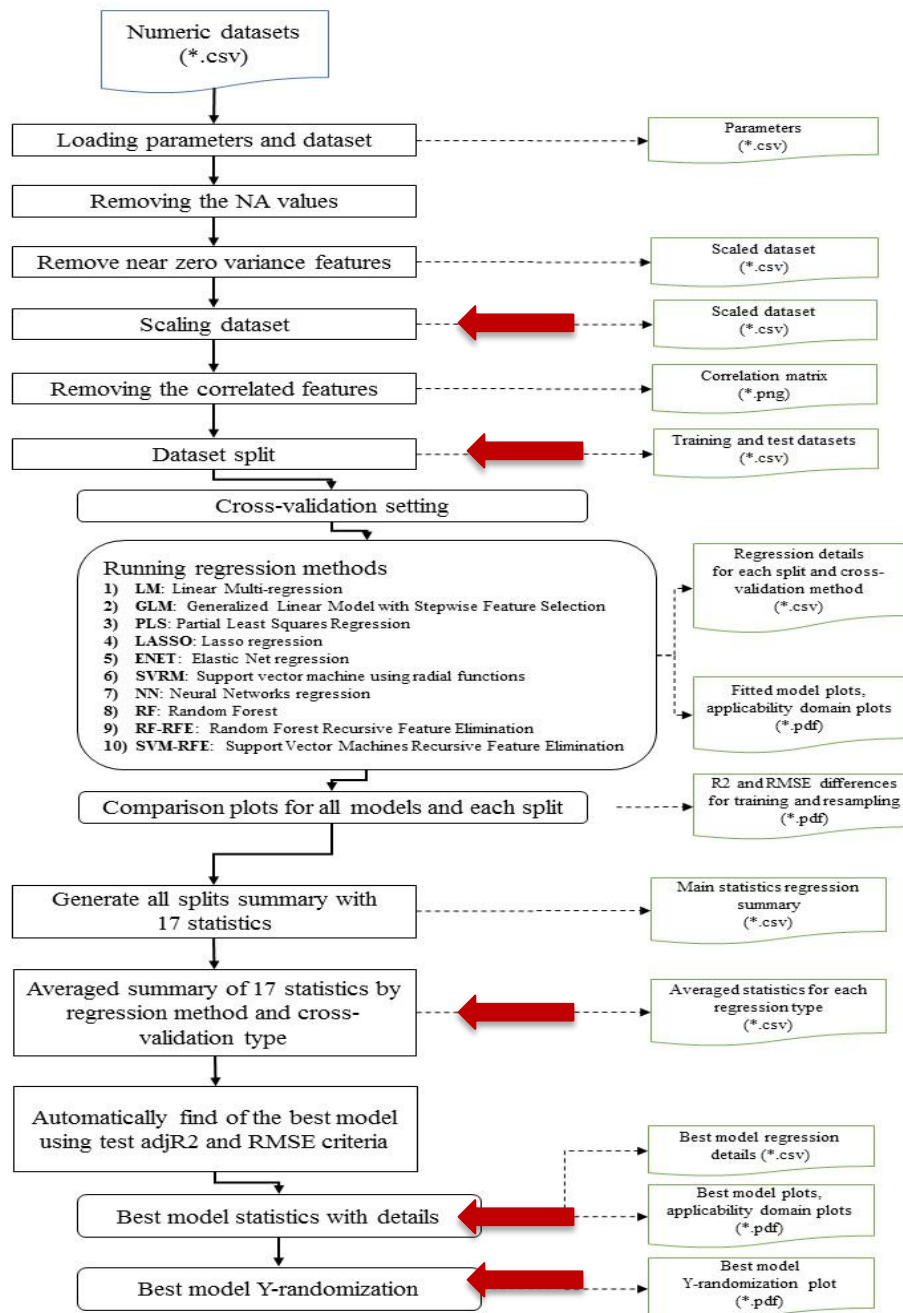 Numeric datasets
(*.csv)
Loading parameters and dataset
Parameters
(*.csv)
Removing the NA values
Remove near zero variance features
Scaled dataset
(*.csv)
Scaling dataset
Scaled dataset
(*.csv)
Removing the correlated features
Correlation matrix
(*.png)
Dataset split
Training and test datasets
(*.csv)
Cross-validation setting
Running regression methods
1) LM: Linear Multi-regression
2) GLM: Generalized Linear Model with Stepwise Feature Selection
3) PLS: Partial Least Squares Regression
4) LASSO: Lasso regression
5) ENET: Elastic Net regression
6) SVRM: Support vector machine using radial functions
7) NN: Neural Networks regression
8) RF: Random Forest
9) RF-RFE: Random Forest Recursive Feature Elimination
10) SVM-RFE: Support Vector Machines Recursive Feature Elimination
Regression details
for each split and cross-
validation method
(*.csv)
Fitted model plots,
applicability domain plots
(*.pdf)
Comparison plots for all models and each split
R2 and RMSE differences
for training and resampling
(*.pdf)
Generate all splits summary with
17 statistics
Main statistics regression
summary
(*.csv)
Averaged summary of 17 statistics by
regression method and cross-
validation type
Averaged statistics for each
regression type
(*.csv)
Automatically find of the best model
using test adjR2 and RMSE criteria
Best model regression
details (*.csv)
Best model statistics with details
Best model plots,
applicability domain plots
(*.pdf)
Best model Y-randomization
Best model
Y-randomization plot
(*.pdf)